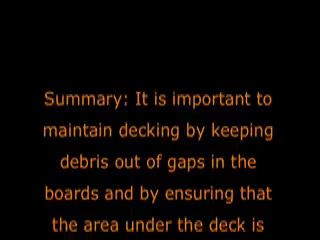 Summary: It is important to
maintain decking by keeping
debris out of gaps in the
boards and by ensuring that
the area under the deck is